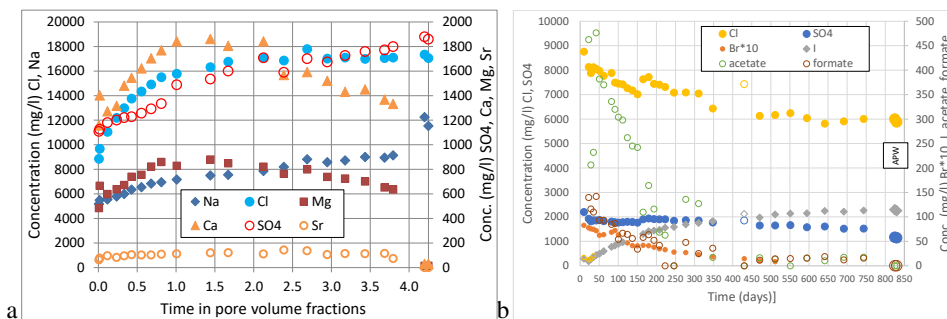 20000
18000
16000
14000
12000
10000
8000
6000
4000
2000
0
Concentration (mg/l) Cl, Na
2000
1800
1600
1400
1200
1000
800
600
400
200
0
Conc. (mg/l) SO4, Ca, Mg, Sr
Na Cl Mg
Ca SO4 Sr
0.0 0.5 1.0 1.5 2.0 2.5 3.0 3.5 4.0
Time in pore volume fractions
a
10000
9000
8000
7000
6000
5000
4000
3000
2000
1000
0
Concentration (mg/l) Cl, SO4
Cl SO4
Br*10 I
acetate formate
APW
500
450
400
350
300
250
200
150
100
50
0
Conc (mg/l Br*10, I, acetate, formate
0 50 100 150 200 250 300 350 400 450 500 550 600 650 700 750 800 850
Time (days)]
b